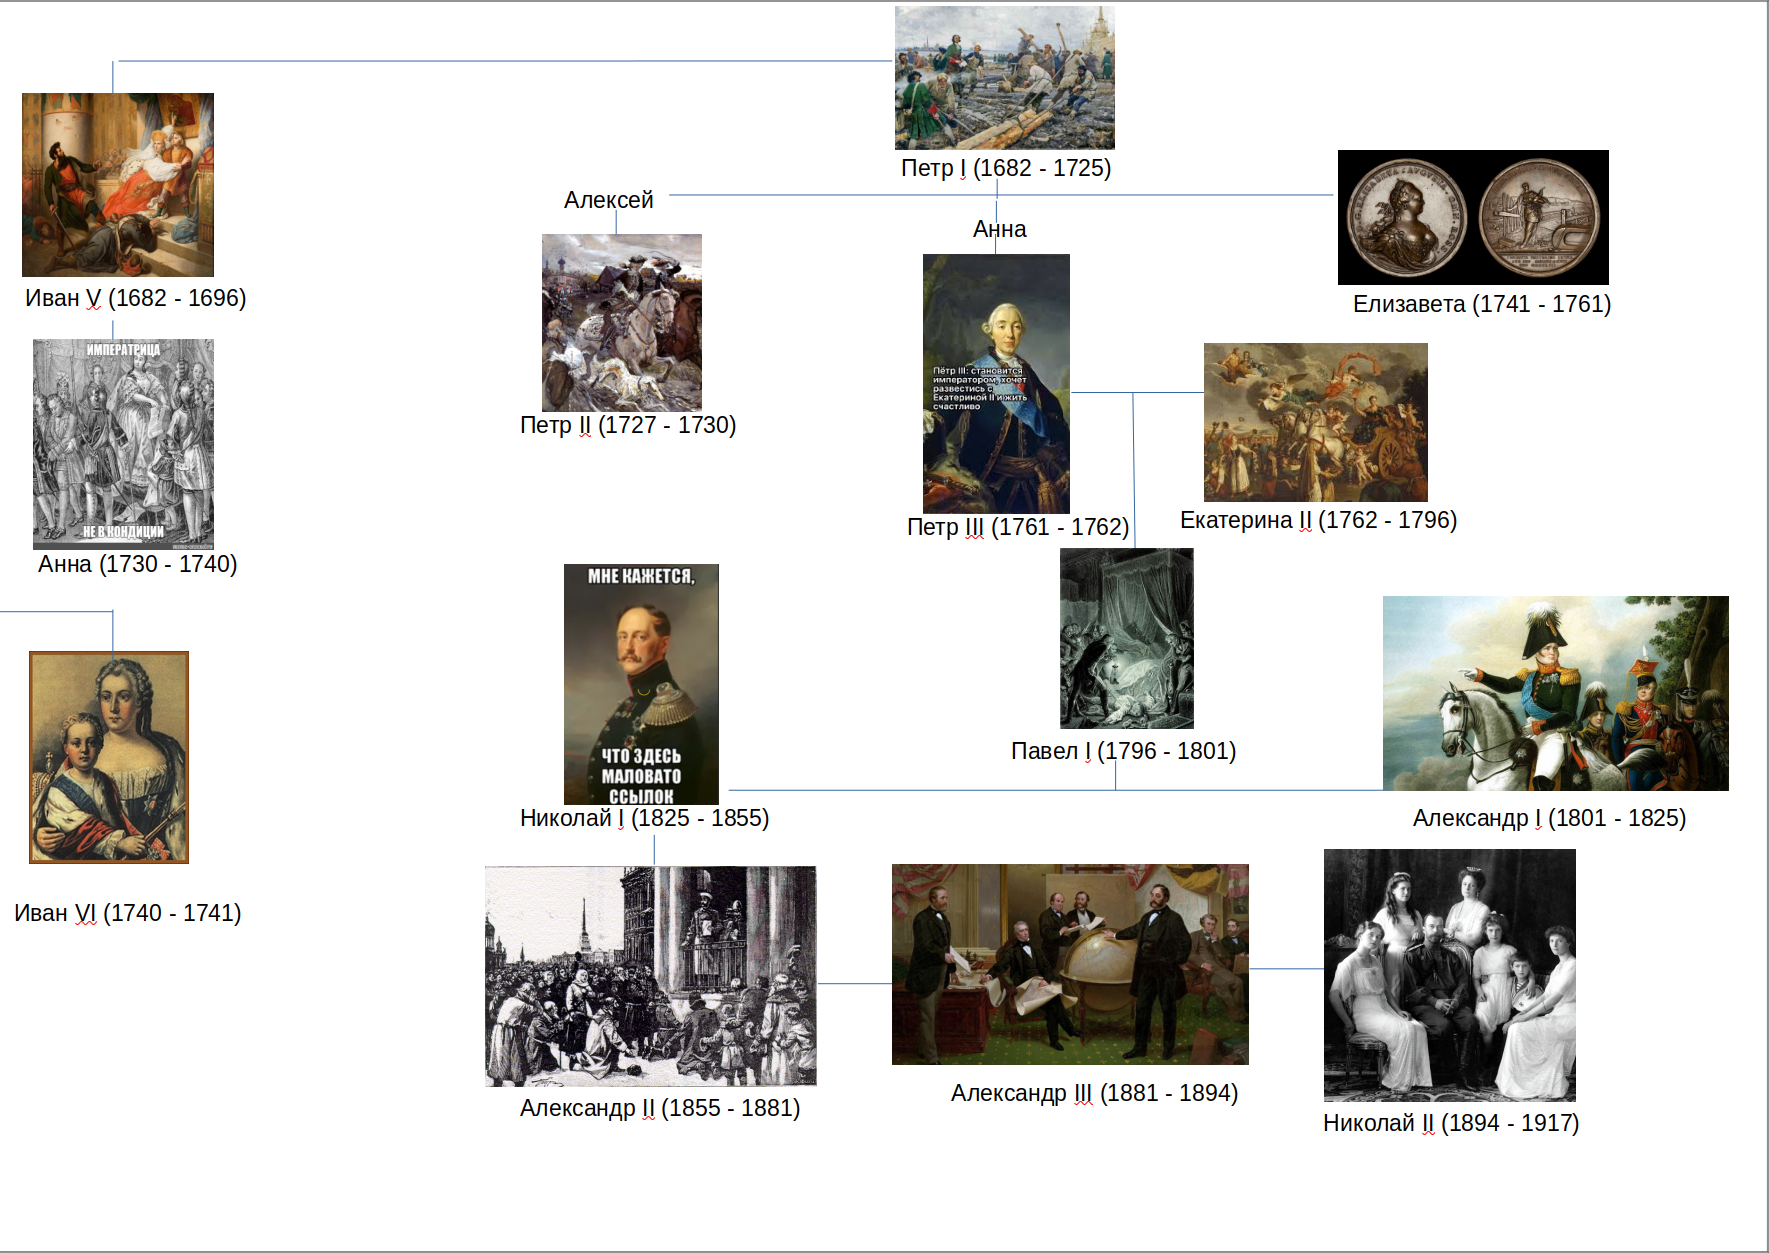 Петр I (1682 - 1725)
Алексей
Анна
Иван V (1682 - 1696)
Елизавета (1741 - 1761)
ИМПЕРАТРИЦА
НЕ В КОНДИЦИИ
Анна (1730 - 1740)
Петр II (1727 - 1730)
Пётр III: становится
императором, хочет
развестись с
Екатериной II и жить
счастливо
Петр III (1761 - 1762)
Екатерина II (1762 - 1796)
МНЕ КАЖЕТСЯ,
ЧТО ЗДЕСЬ
МАЛОВАТО
ССЫЛОК
Николай I (1825 - 1855)
Павел I (1796 - 1801)
Александр I (1801 - 1825)
Иван VI (1740 - 1741)
Александр II (1855 - 1881)
Александр III (1881 - 1894)
Николай II (1894 - 1917)